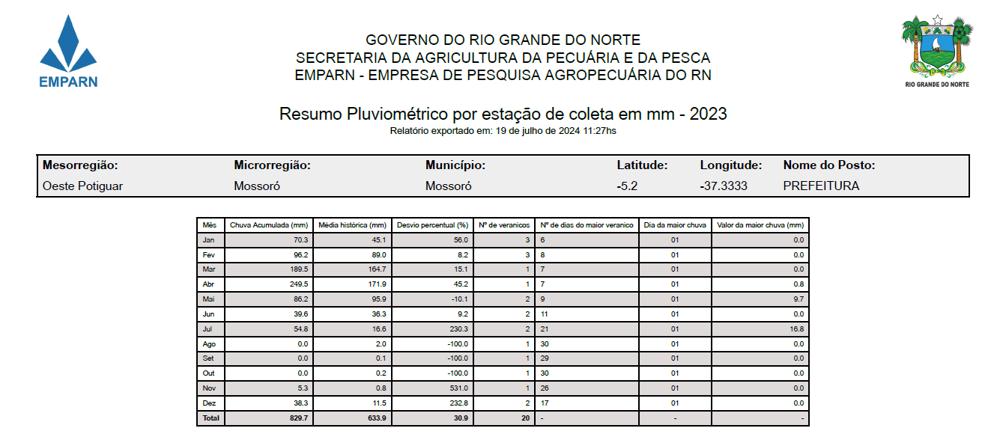 EMPARN
GOVERNO DO RIO GRANDE DO NORTE
SECRETARIA DA AGRICULTURA DA PECUÁRIA E DA PESCA
EMPARN - EMPRESA DE PESQUISA AGROPECUÁRIA DO RN
RIO GRANDE DO NORTE
Resumo Pluviométrico por estação de coleta em mm - 2023
Relatório exportado em: 19 de julho de 2024 11:27hs
Mesorregião: Microrregião: Município: Latitude: Longitude: Nome do Posto:
Oeste Potiguar Mossoró Mossoró -5.2 -37.3333 PREFEITURA
Mês Chuva Acumulada (mm) Média histórica (mm) Desvio percentual (%) Nº de veranicos Nº de dias do maior veranico Dia da maior chuva Valor da maior chuva (mm)
Jan 70.3 45.1 56.0 3 6 01 0.0
Fev 96.2 89.0 8.2 3 8 01 0.0
Mar 189.5 164.7 15.1 1 7 01 0.0
Abr 249.5 171.9 45.2 1 7 01 0.8
Mai 86.2 95.9 -10.1 2 9 01 9.7
Jun 39.6 36.3 9.2 2 11 01 0.0
Jul 54.8 16.6 230.3 2 21 01 16.8
Ago 0.0 2.0 -100.0 1 30 01 0.0
Set 0.0 0.1 -100.0 1 29 01 0.0
Out 0.0 0.2 -100.0 1 30 01 0.0
Nov 5.3 0.8 531.0 1 26 01 0.0
Dez 38.3 11.5 232.8 2 17 01 0.0
Total 829.7 633.9 30.9 20 - - -